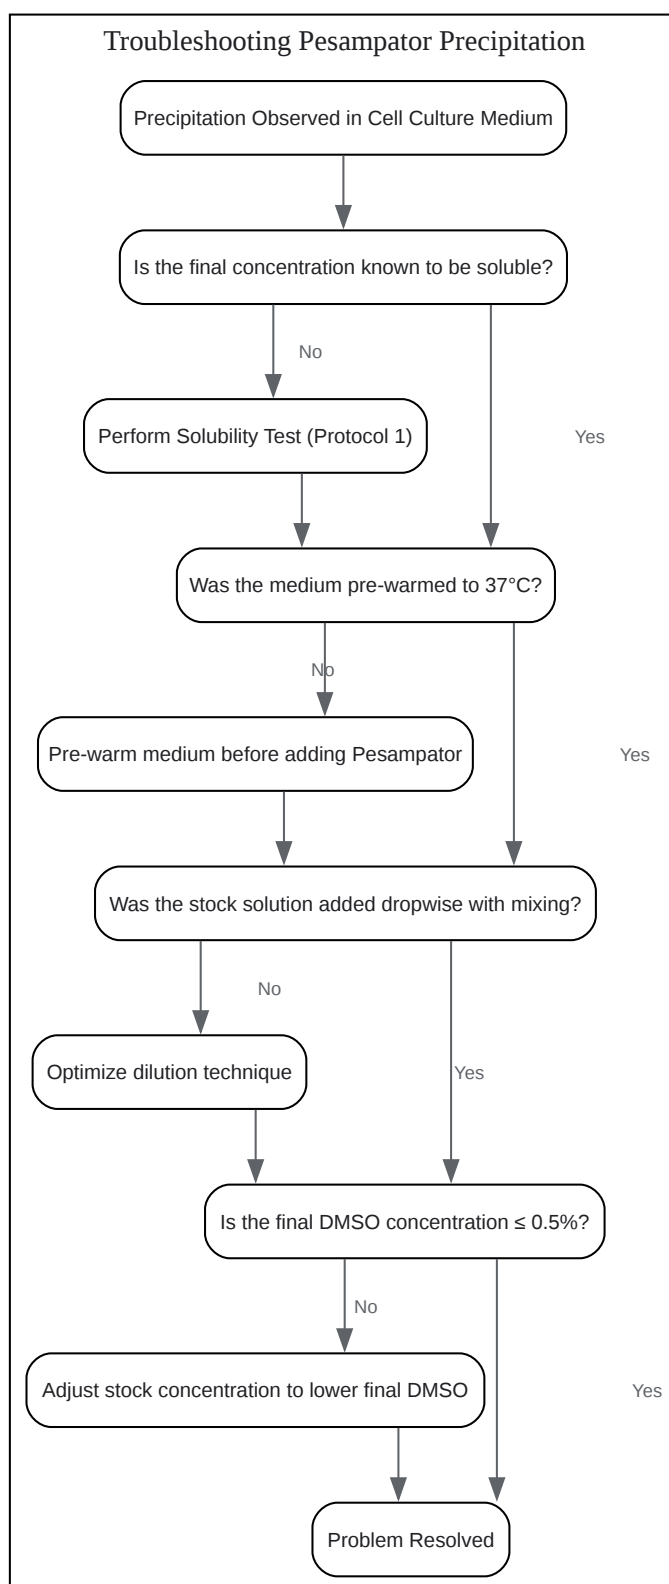 Troubleshooting Pesampator Precipitation
Precipitation Observed in Cell Culture Medium
Is the final concentration known to be soluble?
No
Perform Solubility Test (Protocol 1)
Yes
Was the medium pre-warmed to 37°C?
No
Pre-warm medium before adding Pesampator
Yes
Was the stock solution added dropwise with mixing?
No
Optimize dilution technique
Yes
Is the final DMSO concentration ≤ 0.5%?
No
Adjust stock concentration to lower final DMSO
Yes
Problem Resolved